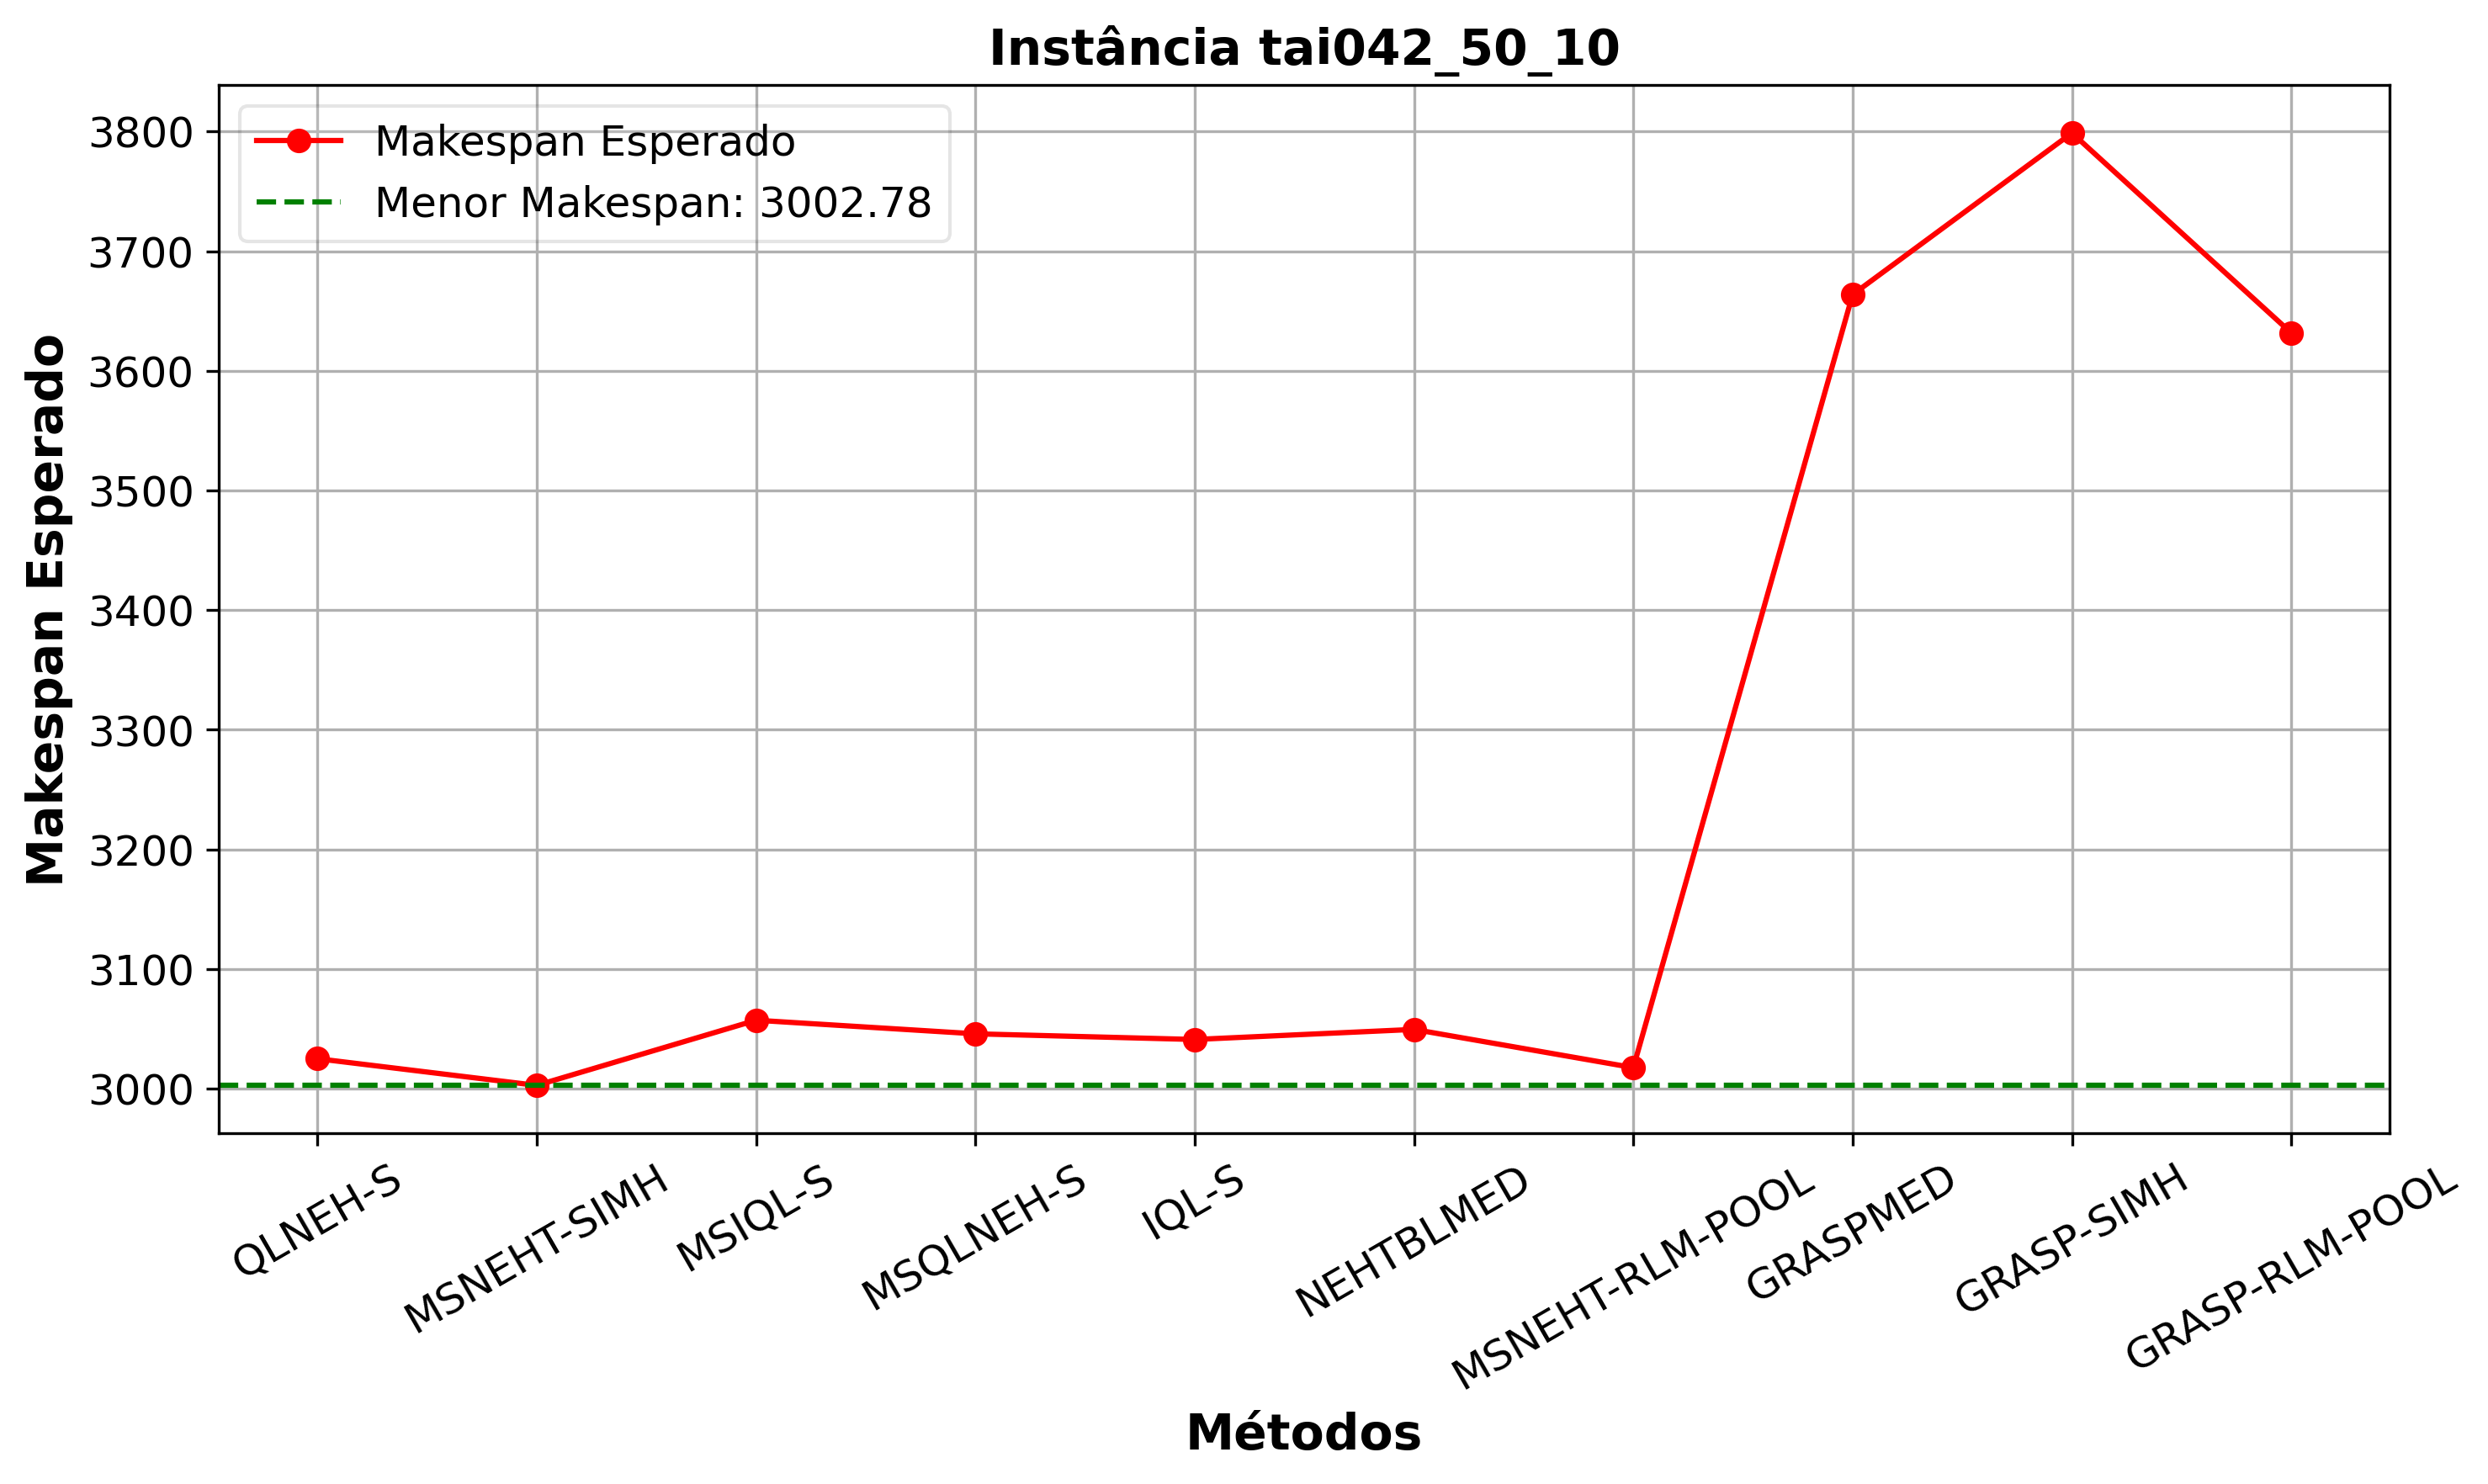 Instância tai042_50_10
Makespan Esperado
Menor Makespan: 3002.78
Makespan Esperado
3800
3700
3600
3500
3400
3300
3200
3100
3000
QLNEH-S
MSNEHT-SIMH
MSIQL-S
MSQLNEH-S
IQL-S
NEHTBLMED
MSNEHT-RLM-POOL
GRASPMED
GRASP-SIMH
GRASP-RLM-POOL
Métodos